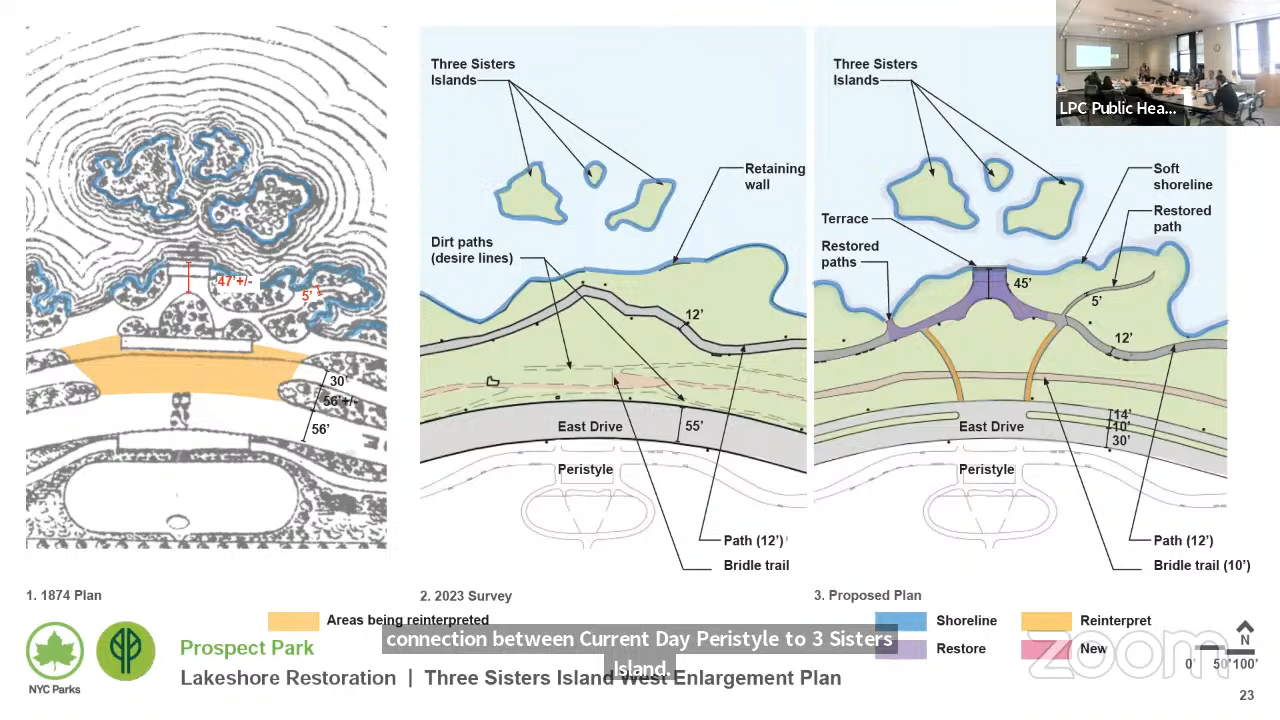 LPC Public Hea...
47'+/-
5'
30'
56'+/-
56'
1. 1874 Plan
Three Sisters
Islands
Retaining
wall
Dirt paths
(desire lines)
12'
East Drive
55'
Peristyle
Path (12')
Bridle trail
2. 2023 Survey
Three Sisters
Islands
Soft
shoreline
Terrace
Restored
path
Restored
paths
45'
5'
12'
14'
10'
30'
East Drive
Peristyle
Path (12')
Bridle trail (10')
3. Proposed Plan
Areas being reinterpreted
Shoreline
Reinterpret
Restore
New
connection between Current Day Peristyle to 3 Sisters
Island.
Prospect Park
Lakeshore Restoration | Three Sisters Island West Enlargement Plan
NYC Parks
zoom
N
0' 50' 100'
23